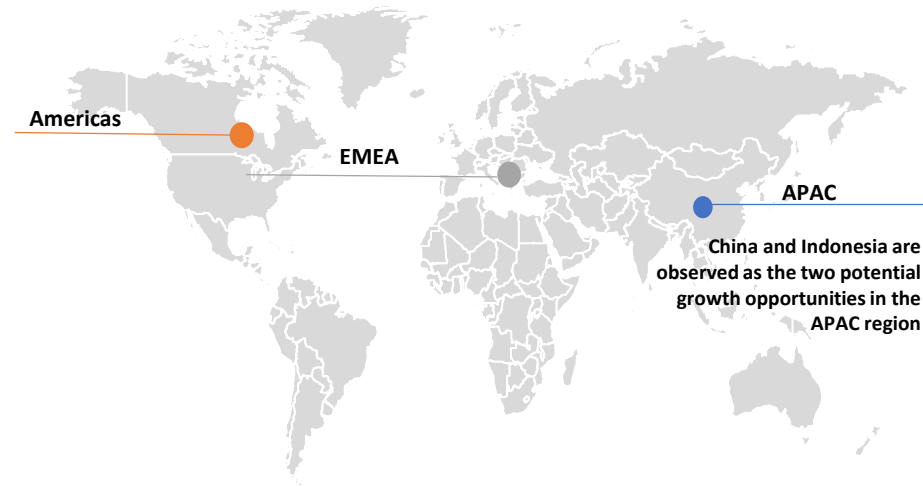 Americas
EMEA
APAC
China and Indonesia are
observed as the two potential
growth opportunities in the
APAC region